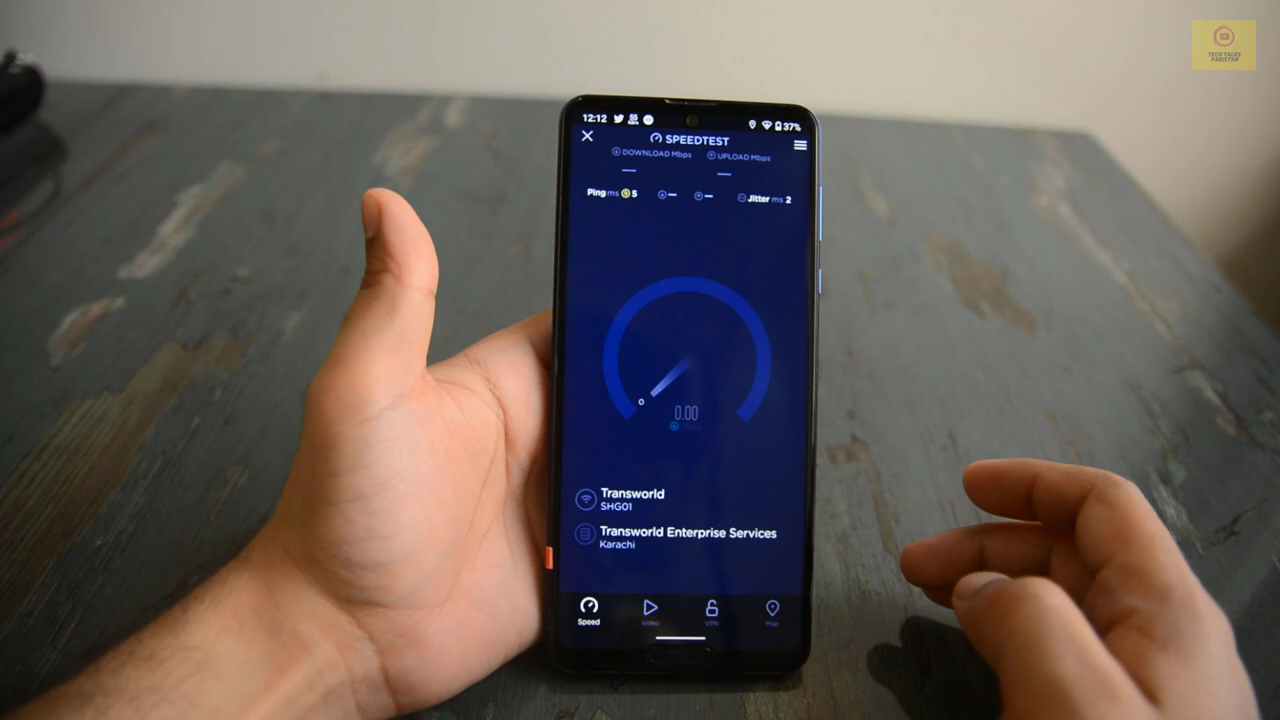 TECH TALKS
PAKISTAN
12:12
37%
SPEEDTEST
DOWNLOAD Mbps
UPLOAD Mbps
Ping ms 5
Jitter ms 2
0
0.00
Transworld
SHG01
Transworld Enterprise Services
Karachi
Speed
Video
VPN
Map